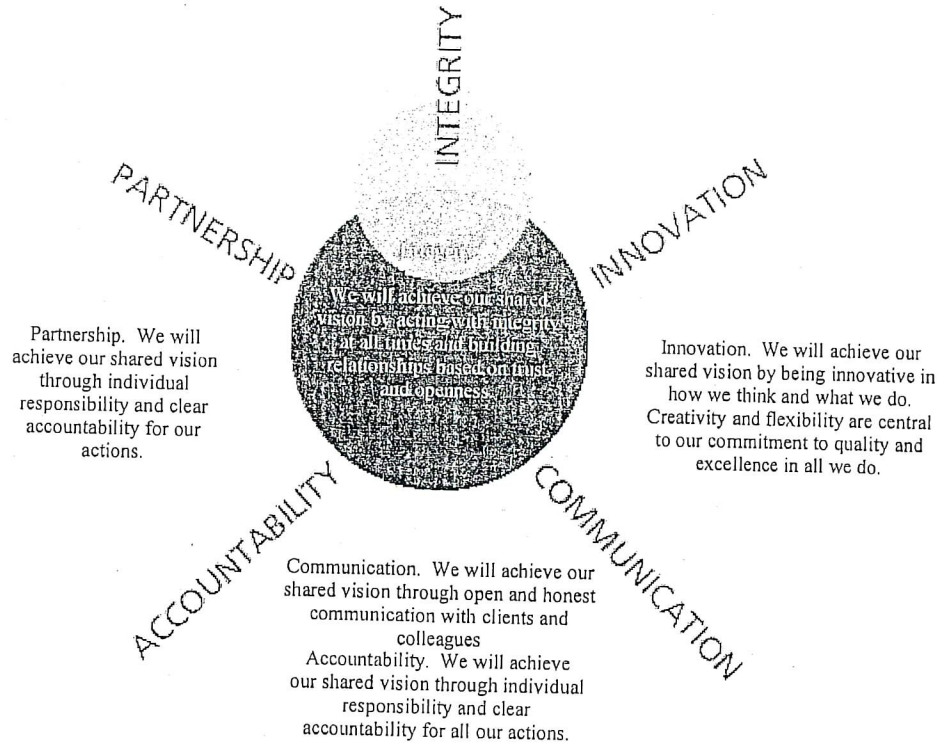 INTEGRITY
PARTNERSHIP
INNOVATION
Integrity.
We will achieve our shared
vision by acting with integrity
at all times and building
relationships based on trust
and openness.
Partnership. We will
achieve our shared vision
through individual
responsibility and clear
accountability for our
actions.
Innovation. We will achieve our
shared vision by being innovative in
how we think and what we do.
Creativity and flexibility are central
to our commitment to quality and
excellence in all we do.
ACCOUNTABILITY
COMMUNICATION
Communication. We will achieve our
shared vision through open and honest
communication with clients and
colleagues
Accountability. We will achieve
our shared vision through individual
responsibility and clear
accountability for all our actions.